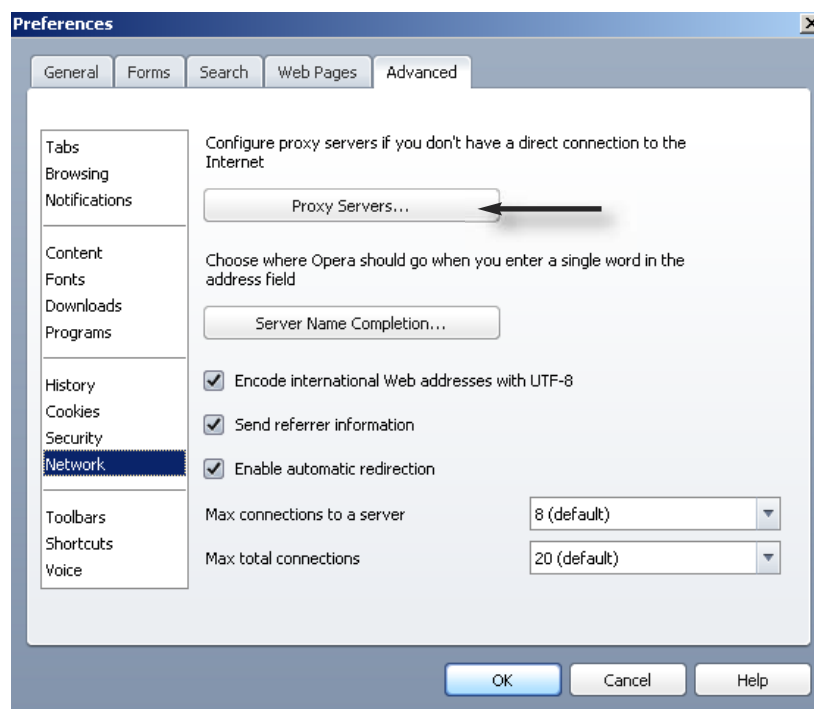 Preferences
General Forms Search Web Pages Advanced
Tabs
Browsing
Notifications
Content
Fonts
Downloads
Programs
History
Cookies
Security
Network
Toolbars
Shortcuts
Voice
Configure proxy servers if you don't have a direct connection to the
Internet
Proxy Servers...
Choose where Opera should go when you enter a single word in the
address field
Server Name Completion...
Encode international Web addresses with UTF-8
Send referrer information
Enable automatic redirection
Max connections to a server 8 (default)
Max total connections 20 (default)
OK Cancel Help